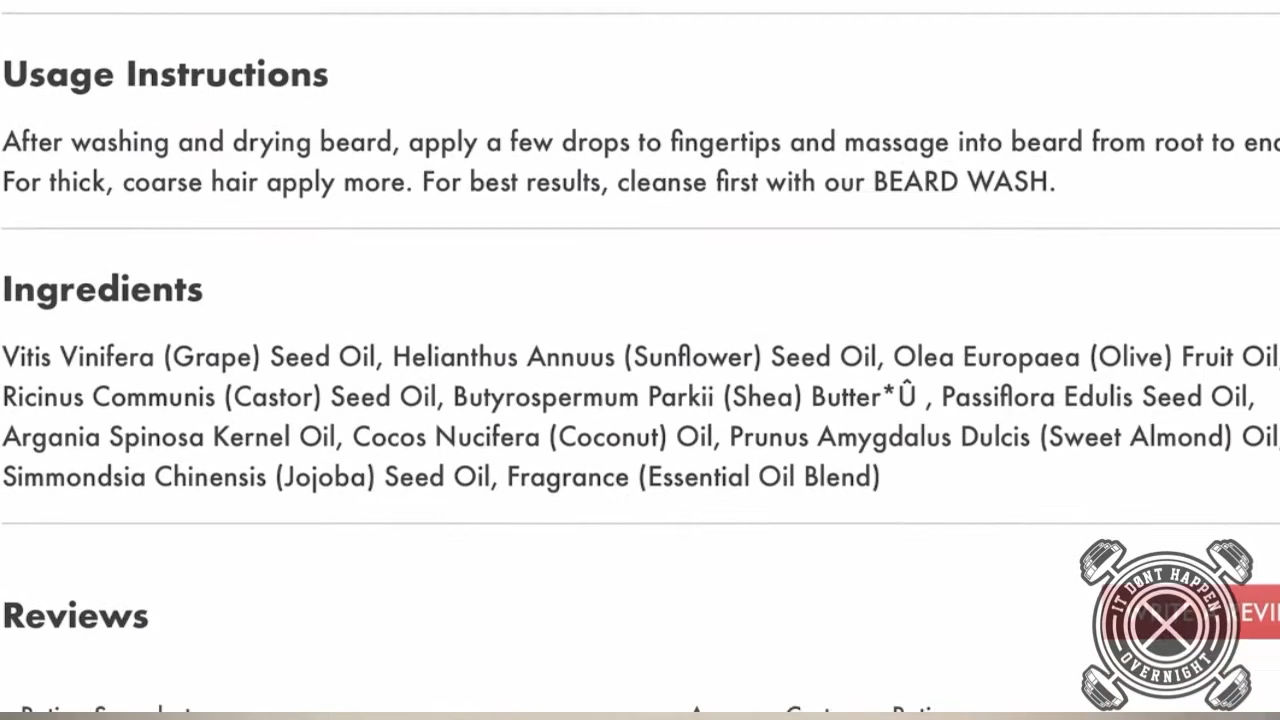 Usage Instructions
After washing and drying beard, apply a few drops to fingertips and massage into beard from root to
For thick, coarse hair apply more. For best results, cleanse first with our BEARD WASH.
Ingredients
Vitis Vinifera (Grape) Seed Oil, Helianthus Annuus (Sunflower) Seed Oil, Olea Europaea (Olive) Fruit Oil,
Ricinus Communis (Castor) Seed Oil, Butyrospermum Parkii (Shea) Butter*Û , Passiflora Edulis Seed Oil,
Argania Spinosa Kernel Oil, Cocos Nucifera (Coconut) Oil, Prunus Amygdalus Dulcis (Sweet Almond) Oil,
Simmondsia Chinensis (Jojoba) Seed Oil, Fragrance (Essential Oil Blend)
Reviews
IT DØNT HAPPEN
OVERNIGHT